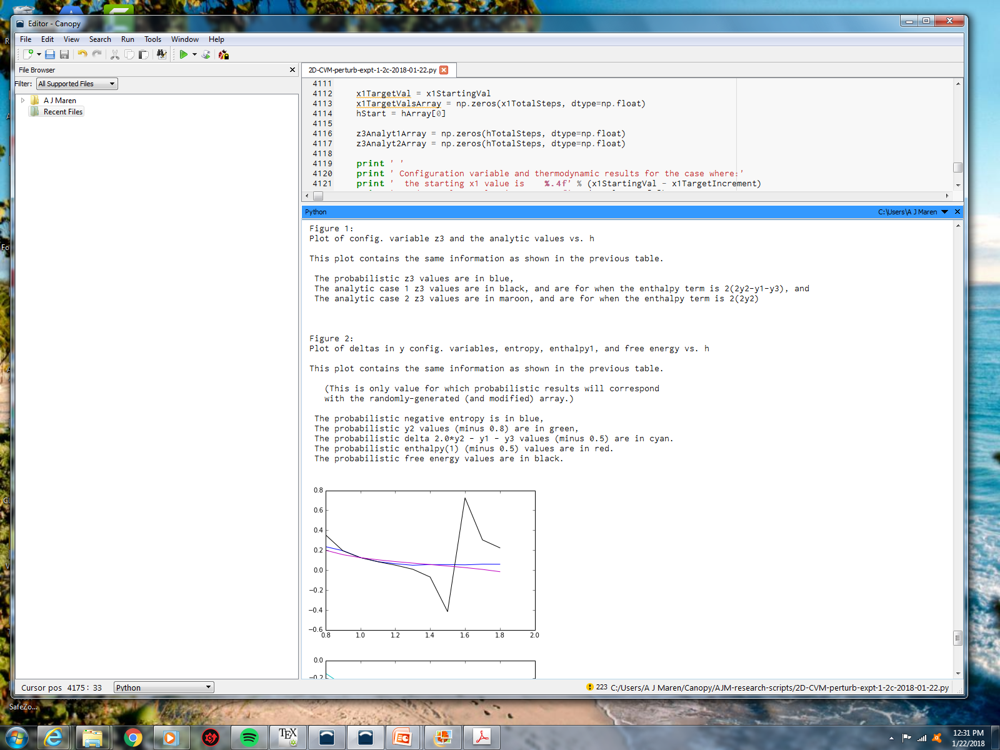 Editor - Canopy
File Edit View Search Run Tools Window Help
File Browser
Filter: All Supported Files
A J Maren
Recent Files
2D-CVM-perturb-expt-1-2c-2018-01-22.py
4111
4112 x1TargetVal = x1StartingVal
4113 x1TargetValsArray = np.zeros(x1TotalSteps, dtype=np.float)
4114 hStart = hArray[0]
4115
4116 z3Analyt1Array = np.zeros(hTotalSteps, dtype=np.float)
4117 z3Analyt2Array = np.zeros(hTotalSteps, dtype=np.float)
4118
4119 print ' '
4120 print ' Configuration variable and thermodynamic results for the case where:'
4121 print '  the starting x1 value is    %.4f' % (x1StartingVal - x1TargetIncrement)
Python C:\Users\A J Maren
Figure 1:
Plot of config. variable z3 and the analytic values vs. h
This plot contains the same information as shown in the previous table.
The probabilistic z3 values are in blue,
The analytic case 1 z3 values are in black, and are for when the enthalpy term is 2(2y2-y1-y3), and
The analytic case 2 z3 values are in maroon, and are for when the enthalpy term is 2(2y2)
Figure 2:
Plot of deltas in y config. variables, entropy, enthalpy1, and free energy vs. h
This plot contains the same information as shown in the previous table.
(This is only value for which probabilistic results will correspond
with the randomly-generated (and modified) array.)
The probabilistic negative entropy is in blue,
The probabilistic y2 values (minus 0.8) are in green,
The probabilistic delta 2.0*y2 - y1 - y3 values (minus 0.5) are in cyan.
The probabilistic enthalpy(1) (minus 0.5) values are in red.
The probabilistic free energy values are in black.
0.8
0.6
0.4
0.2
0.0
−0.2
−0.4
−0.6
0.8 1.0 1.2 1.4 1.6 1.8 2.0
0.0
−0.2
Cursor pos 4175 : 33 Python 223 C:/Users/A J Maren/Canopy/AJM-research-scripts/2D-CVM-perturb-expt-1-2c-2018-01-22.py
SafeZo...
TEX
12:31 PM
1/22/2018